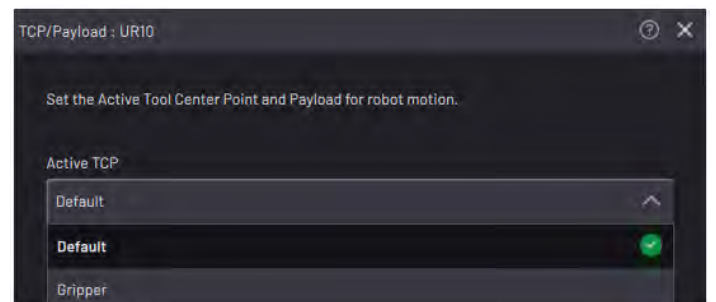 TCP/Payload : UR10
Set the Active Tool Center Point and Payload for robot motion.
Active TCP
Default
Default
Gripper